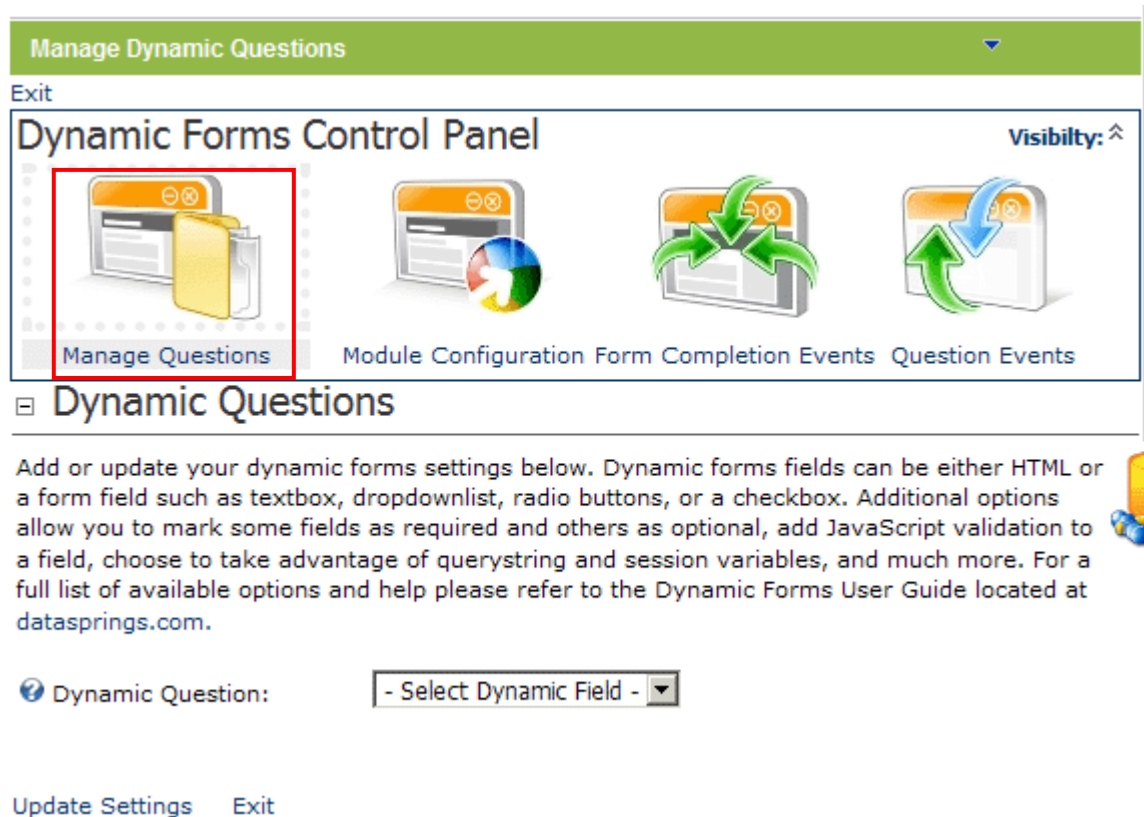 Manage Dynamic Questions
Exit
Dynamic Forms Control Panel
Visibilty:
Manage Questions
Module Configuration
Form Completion Events
Question Events
Dynamic Questions
Add or update your dynamic forms settings below. Dynamic forms fields can be either HTML or
a form field such as textbox, dropdownlist, radio buttons, or a checkbox. Additional options
allow you to mark some fields as required and others as optional, add JavaScript validation to
a field, choose to take advantage of querystring and session variables, and much more. For a
full list of available options and help please refer to the Dynamic Forms User Guide located at
datasprings.com.
Dynamic Question:
- Select Dynamic Field -
Update Settings
Exit